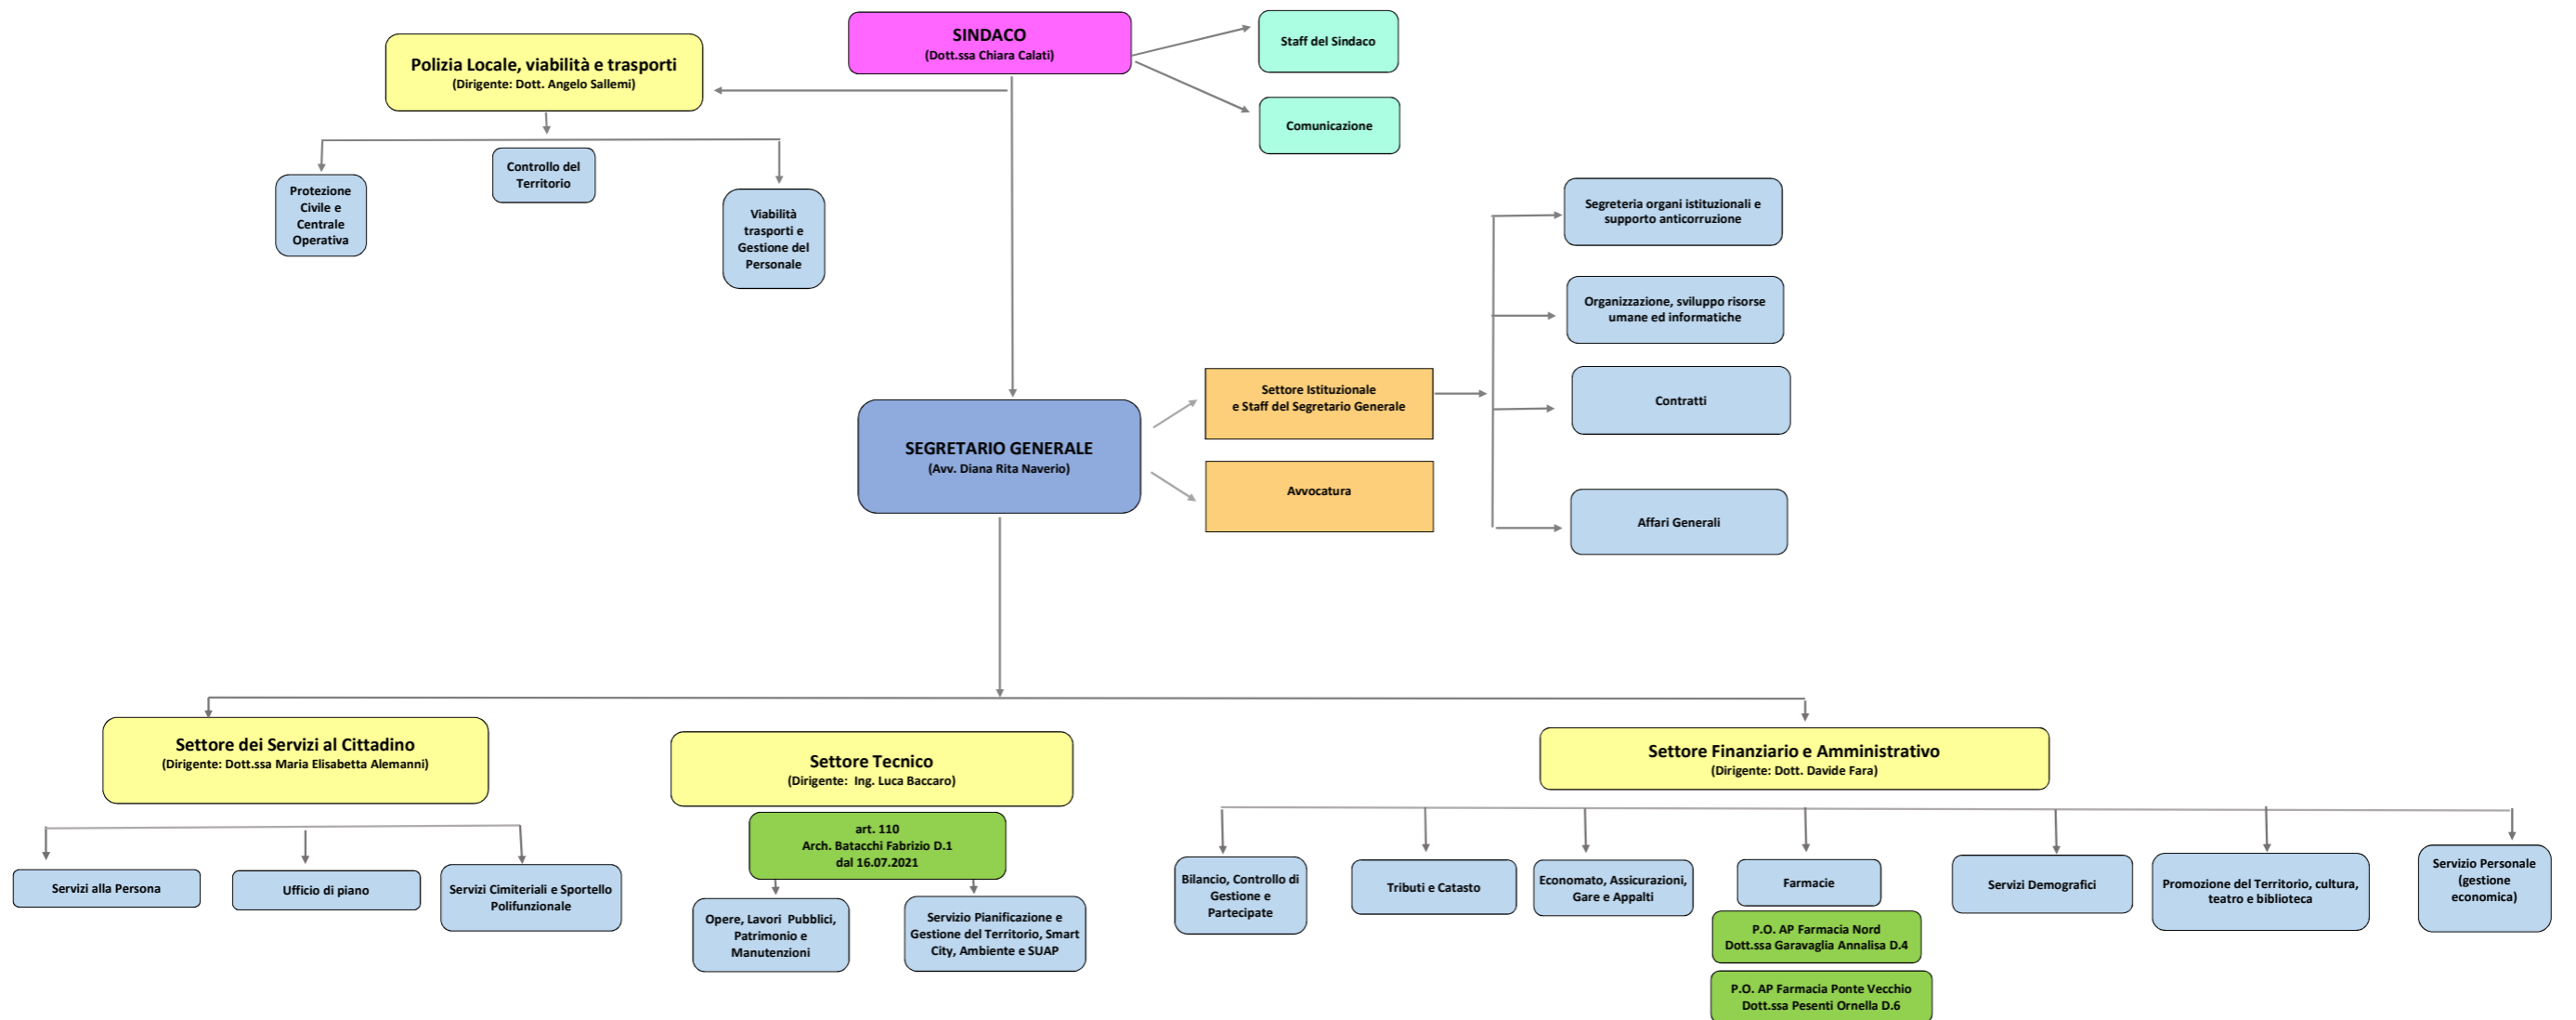 SINDACO
(Dott.ssa Chiara Calati)
Staff del Sindaco
Comunicazione
Polizia Locale, viabilità e trasporti
(Dirigente: Dott. Angelo Sallemi)
Protezione
Civile e
Centrale
Operativa
Controllo del
Territorio
Viabilità
trasporti e
Gestione del
Personale
Segreteria organi istituzionali e
supporto anticorruzione
Organizzazione, sviluppo risorse
umane ed informatiche
Contratti
Affari Generali
Settore Istituzionale
e Staff del Segretario Generale
Avvocatura
SEGRETARIO GENERALE
(Avv. Diana Rita Naverio)
Settore dei Servizi al Cittadino
(Dirigente: Dott.ssa Maria Elisabetta Alemanni)
Servizi alla Persona
Ufficio di piano
Servizi Cimiteriali e Sportello
Polifunzionale
Settore Tecnico
(Dirigente:  Ing. Luca Baccaro)
art. 110
Arch. Batacchi Fabrizio D.1
dal 16.07.2021
Opere, Lavori  Pubblici,
Patrimonio e
Manutenzioni
Servizio Pianificazione e
Gestione del Territorio, Smart
City, Ambiente e SUAP
Settore Finanziario e Amministrativo
(Dirigente: Dott. Davide Fara)
Bilancio, Controllo di
Gestione e
Partecipate
Tributi e Catasto
Economato, Assicurazioni,
Gare e Appalti
Farmacie
P.O. AP Farmacia Nord
Dott.ssa Garavaglia Annalisa D.4
P.O. AP Farmacia Ponte Vecchio
Dott.ssa Pesenti Ornella D.6
Servizi Demografici
Promozione del Territorio, cultura,
teatro e biblioteca
Servizio Personale
(gestione
economica)